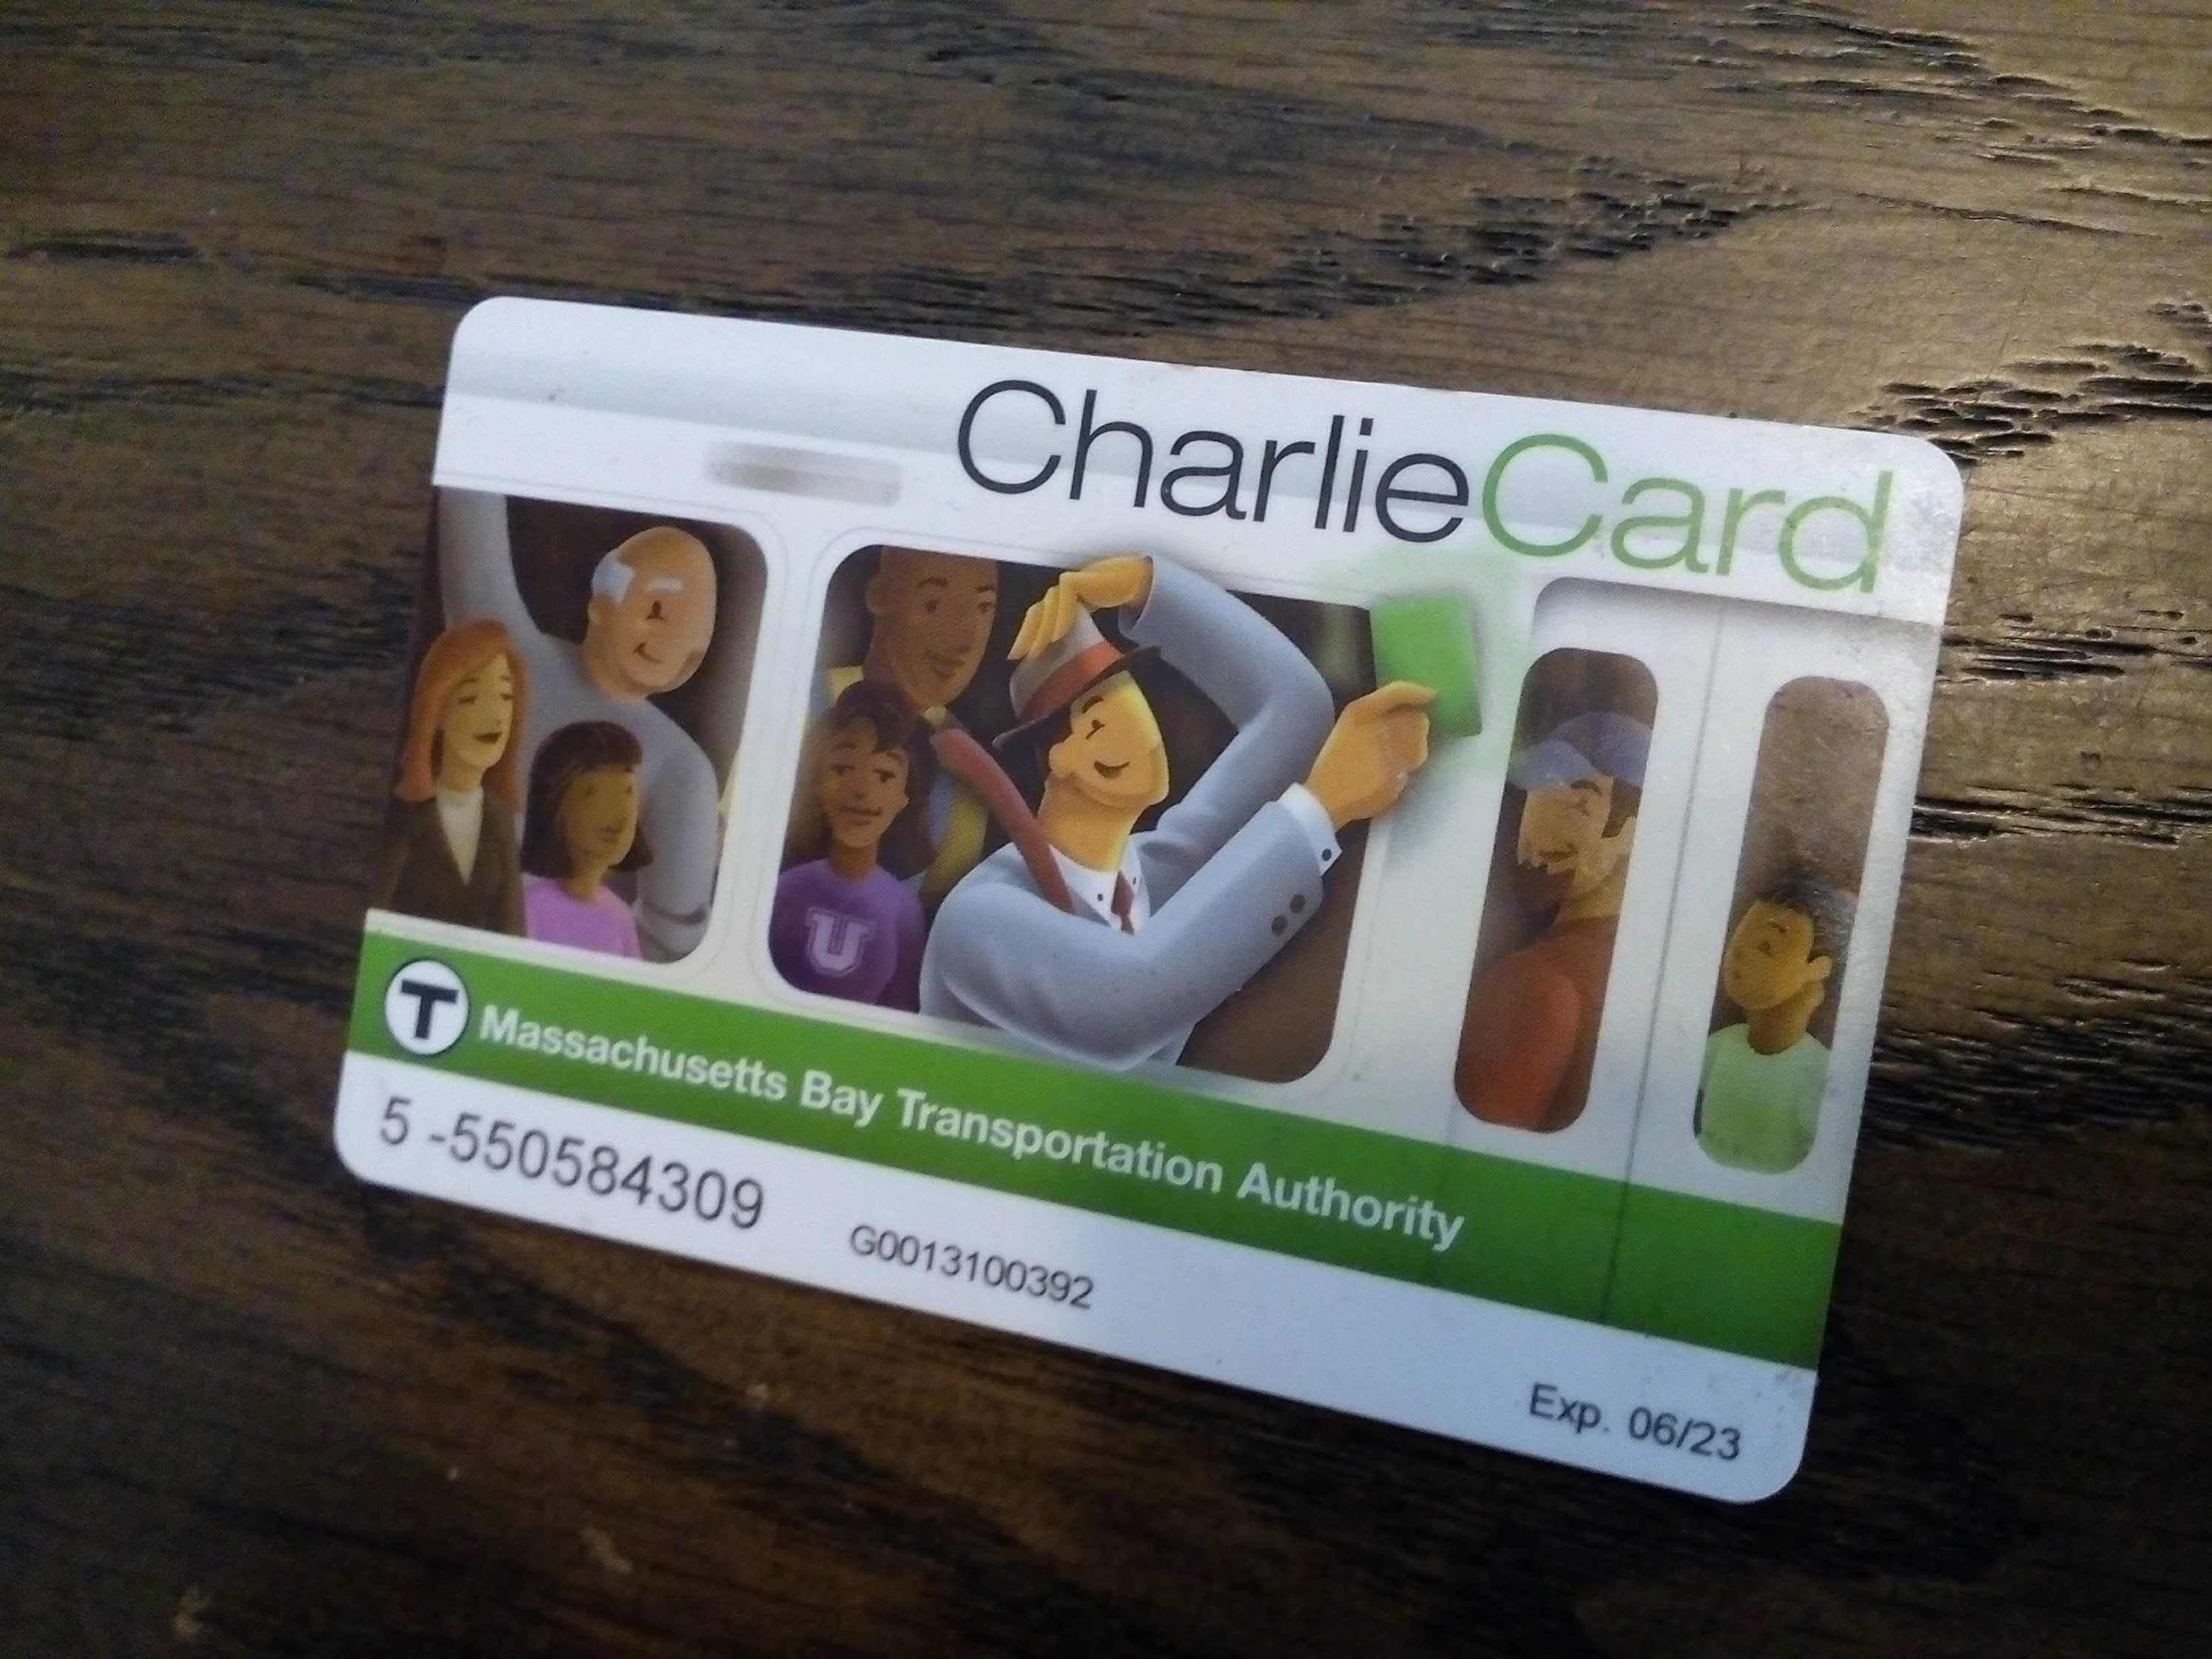 CharlieCard
U
T Massachusetts Bay Transportation Authority
5 -550584309
G0013100392
Exp. 06/23